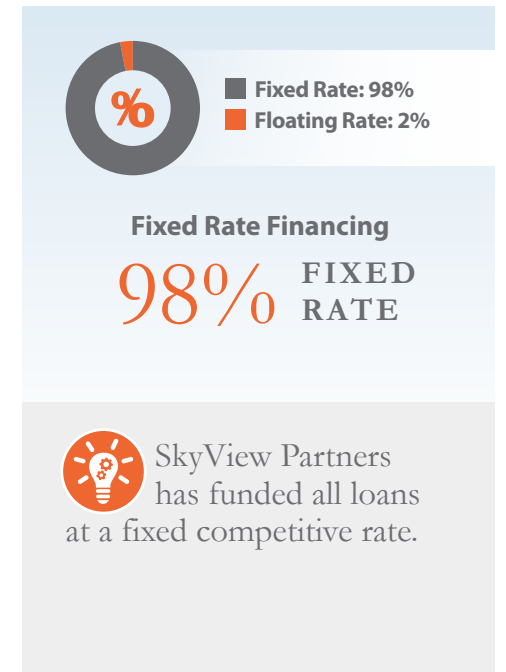 %
Fixed Rate: 98%
Floating Rate: 2%
Fixed Rate Financing
98% FIXED
RATE
SkyView Partners
has funded all loans
at a fixed competitive rate.